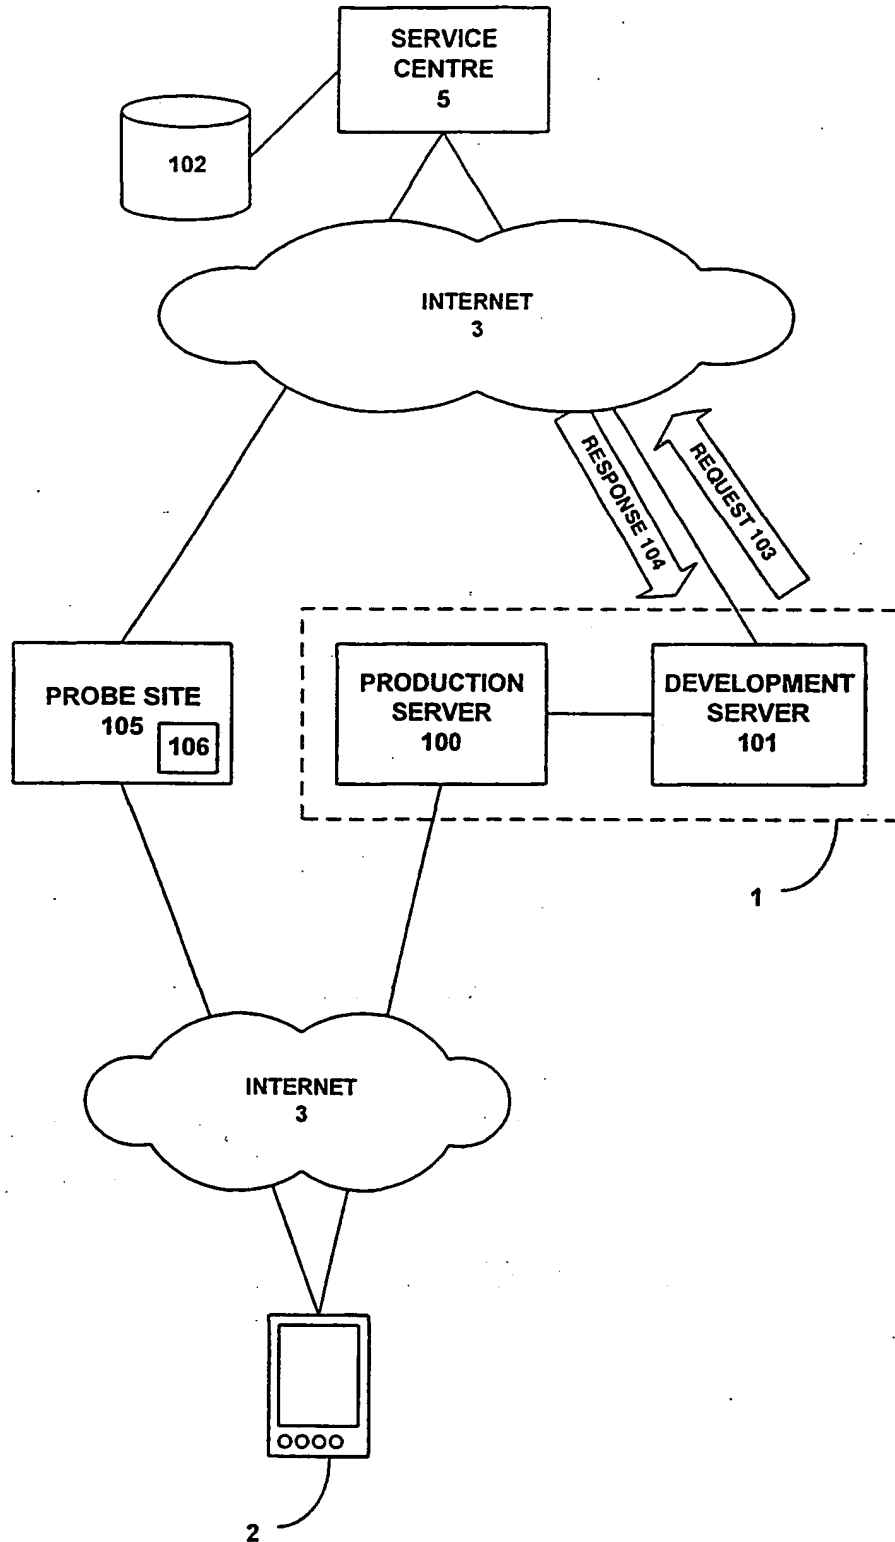 SERVICE
CENTRE
5
102
INTERNET
3
RESPONSE 104
REQUEST 103
PROBE SITE
105
106
PRODUCTION
SERVER
100
DEVELOPMENT
SERVER
101
1
INTERNET
3
2